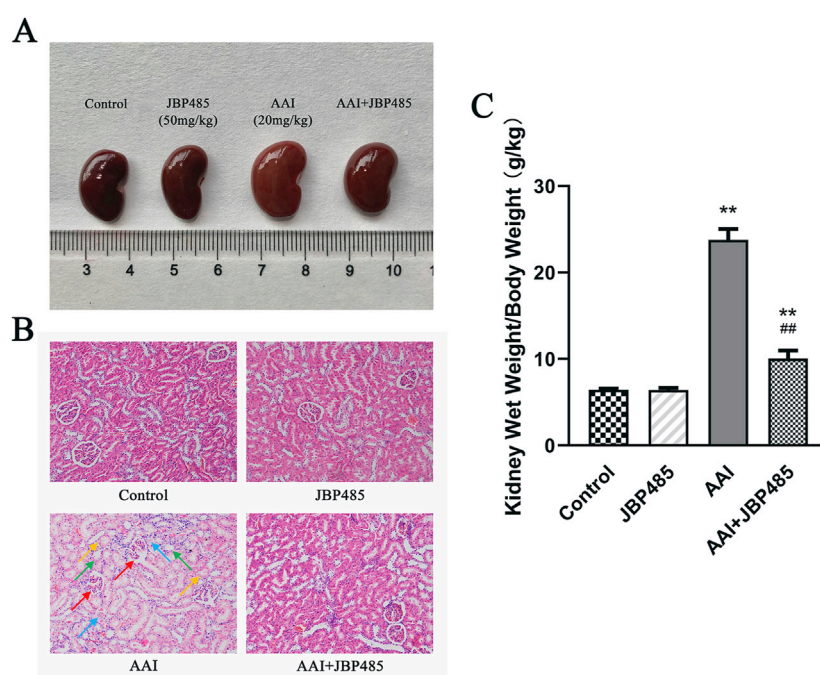 A
Control
JBP485
(50mg/kg)
AAI
(20mg/kg)
AAI+JBP485
3 4 5 6 7 8 9 10 1
B
Control
JBP485
AAI
AAI+JBP485
C
Kidney Wet Weight/Body Weight (g/kg)
30
20
10
0
**
**
##
Control
JBP485
AAI
AAI+JBP485